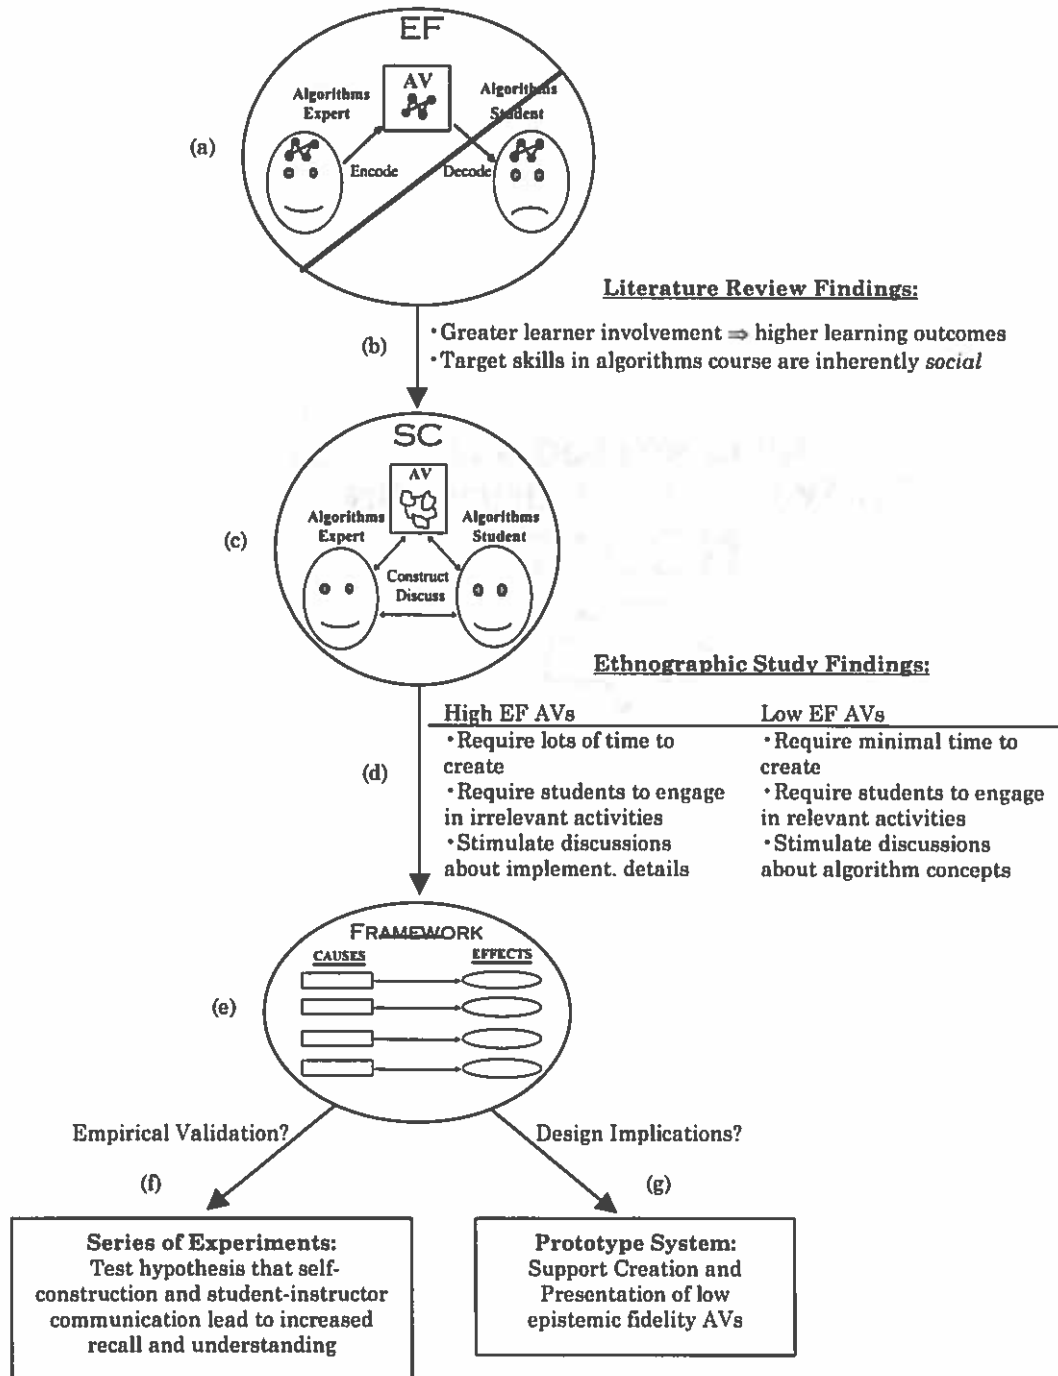 EF
AV
Algorithms
Expert
Algorithms
Student
(a)
Encode
Decode
Literature Review Findings:
(b)
•Greater learner involvement ⇒ higher learning outcomes
•Target skills in algorithms course are inherently social
SC
AV
Algorithms
Expert
Algorithms
Student
(c)
Construct
Discuss
Ethnographic Study Findings:
(d)
High EF AVs
•Require lots of time to
create
•Require students to engage
in irrelevant activities
•Stimulate discussions
about implement. details
Low EF AVs
•Require minimal time to
create
•Require students to engage
in relevant activities
•Stimulate discussions
about algorithm concepts
FRAMEWORK
CAUSES
EFFECTS
(e)
Empirical Validation?
Design Implications?
(f)
(g)
Series of Experiments:
Test hypothesis that self-
construction and student-instructor
communication lead to increased
recall and understanding
Prototype System:
Support Creation and
Presentation of low
epistemic fidelity AVs